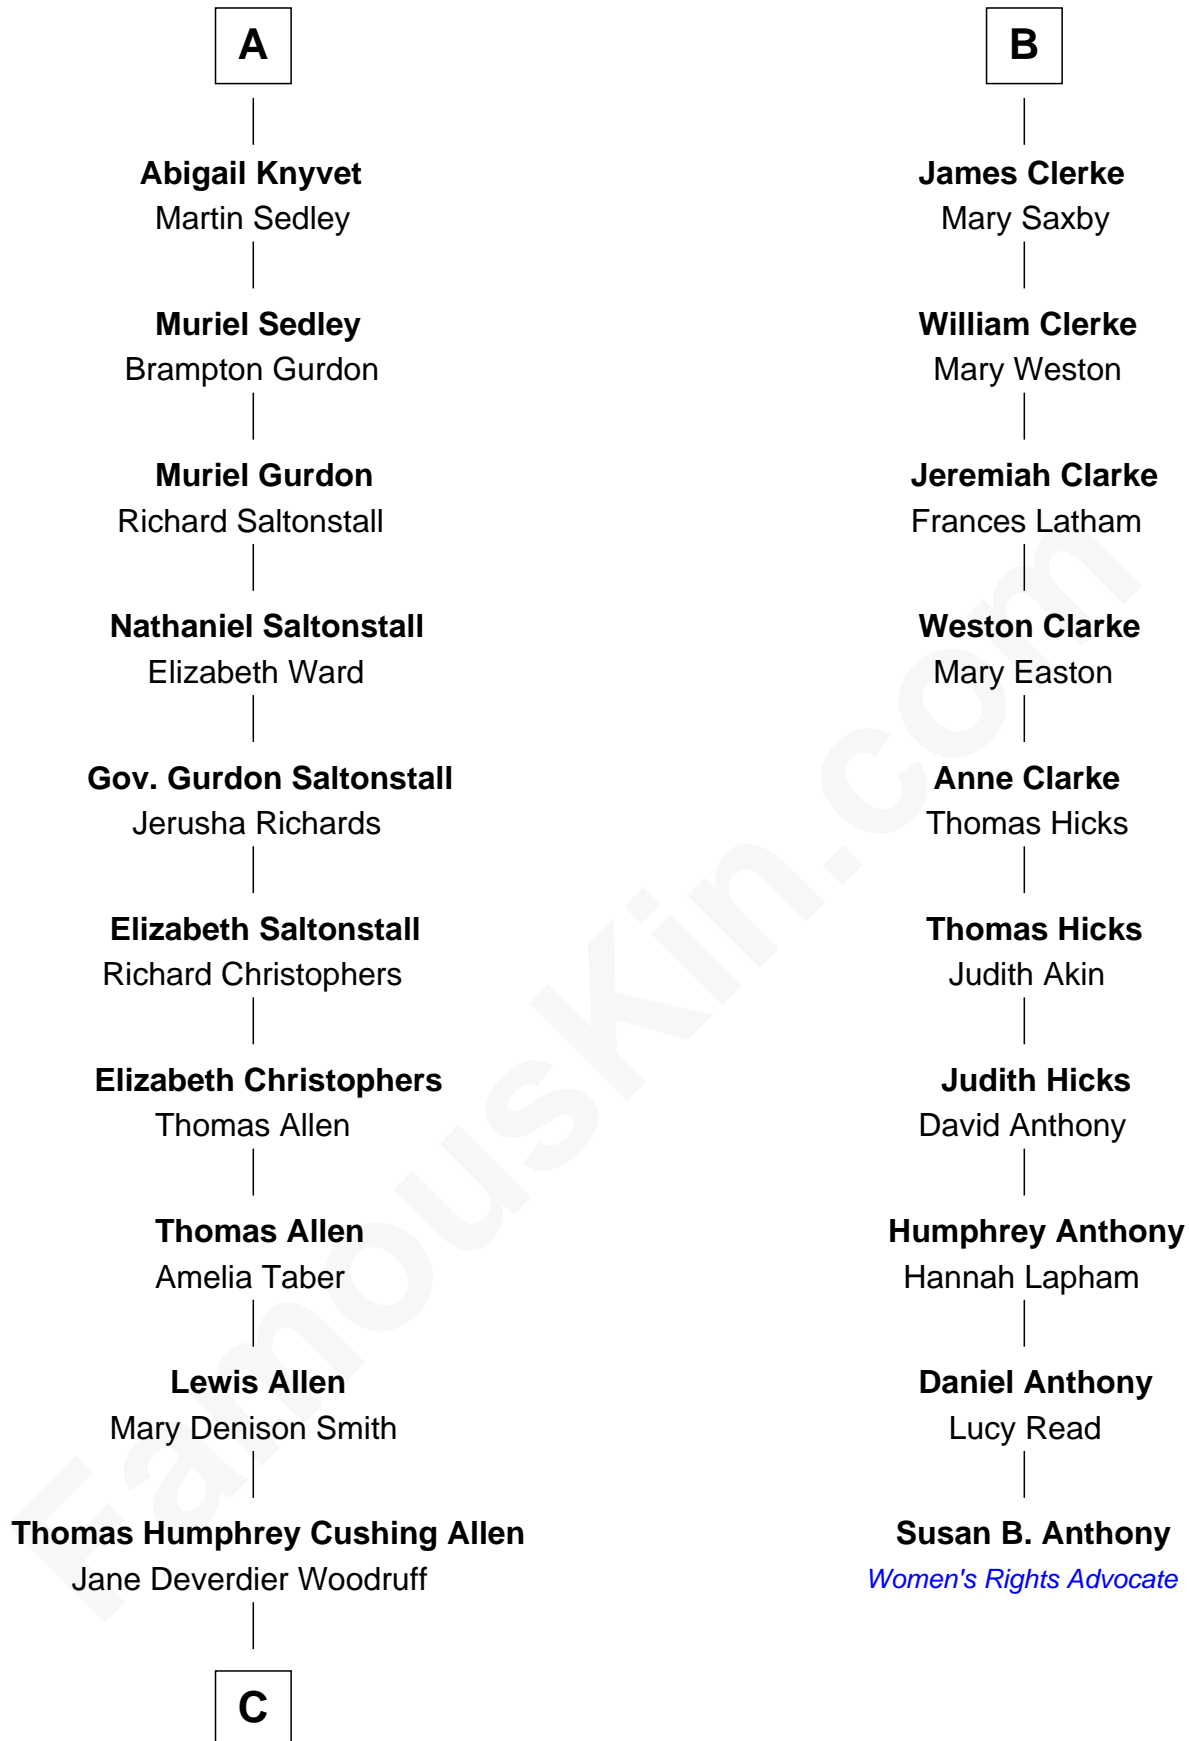 A
Abigail Knyvet
Martin Sedley
Muriel Sedley
Brampton Gurdon
Muriel Gurdon
Richard Saltonstall
Nathaniel Saltonstall
Elizabeth Ward
Gov. Gurdon Saltonstall
Jerusha Richards
Elizabeth Saltonstall
Richard Christophers
Elizabeth Christophers
Thomas Allen
Thomas Allen
Amelia Taber
Lewis Allen
Mary Denison Smith
Thomas Humphrey Cushing Allen
Jane Deverdier Woodruff
C
B
James Clerke
Mary Saxby
William Clerke
Mary Weston
Jeremiah Clarke
Frances Latham
Weston Clarke
Mary Easton
Anne Clarke
Thomas Hicks
Thomas Hicks
Judith Akin
Judith Hicks
David Anthony
Humphrey Anthony
Hannah Lapham
Daniel Anthony
Lucy Read
Susan B. Anthony
Women's Rights Advocate
FamousKin.com